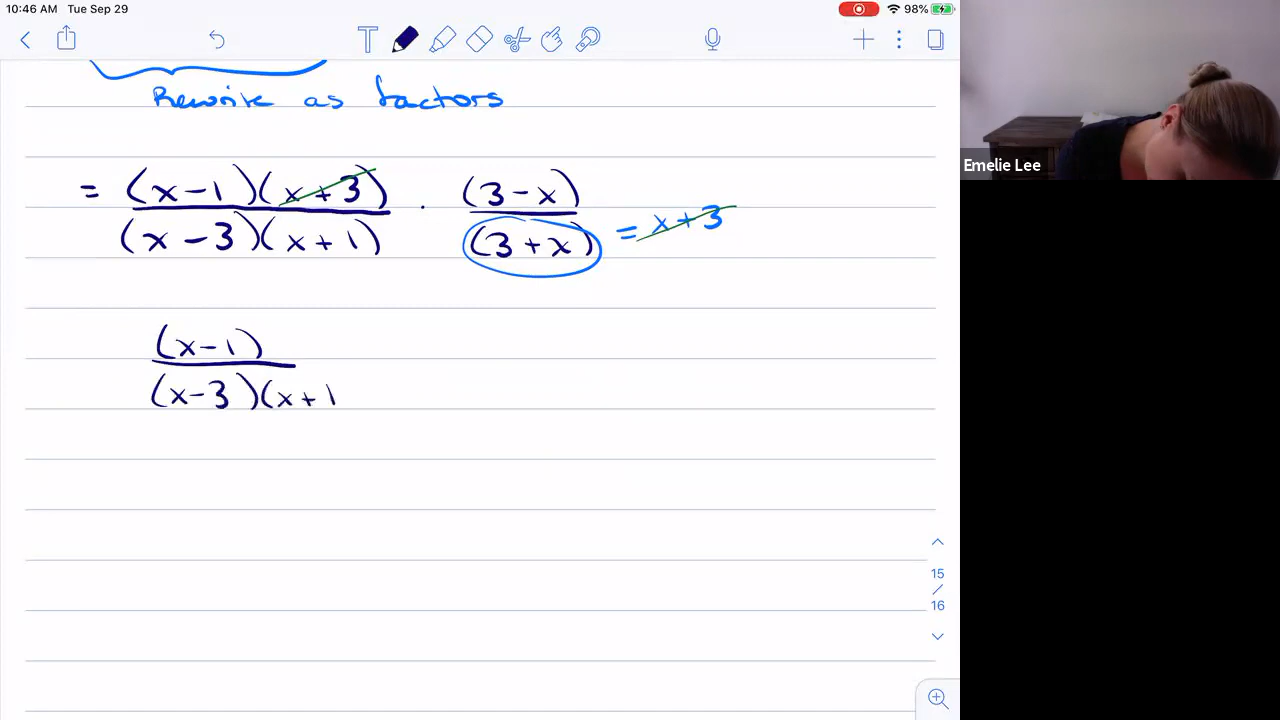 10:46 AM Tue Sep 29 98%
T
Rewrite as factors
= (x-1)(x+3) · (3-x)
(x-3)(x+1) (3+x) = x+3
(x-1)
(x-3)(x+1
15
/
16
Emelie Lee